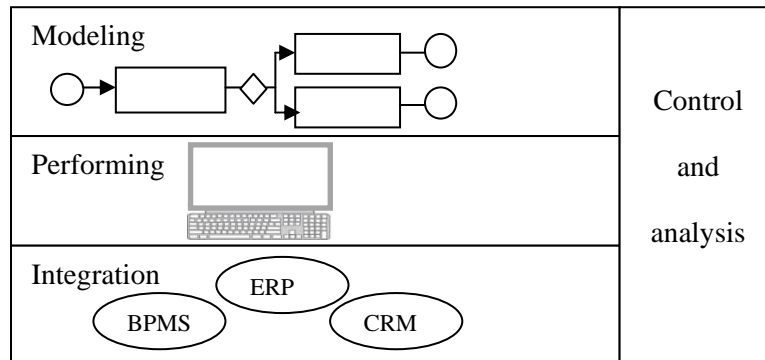 Modeling
Performing
Integration
ERP
BPMS
CRM
Control
and
analysis